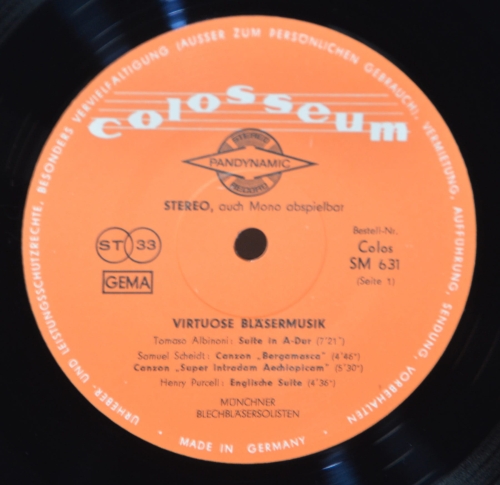 URHEBER- UND LEISTUNGSSCHUTZRECHTE, BESONDERS VERVIELFÄLTIGUNG (AUSSER ZUM PERSÖNLICHEN GEBRAUCH), VERMIETUNG, AUFFÜHRUNG, SENDUNG, VORBEHALTEN
colosseum
STEREO
PANDYNAMIC
RECORD
STEREO, auch Mono abspielbar
Bestell-Nr.
Colos
SM 631
(Seite 1)
ST 33
GEMA
VIRTUOSE BLÄSERMUSIK
Tomaso Albinoni: Suite in A-Dur (7'21")
Samuel Scheidt: Canzon „Bergamasca" (4'46")
Canzon „Super Intradam Aechiopicam" (5'30")
Henry Purcell: Englische Suite (4'36")
MÜNCHNER
BLECHBLÄSERSOLISTEN
· MADE IN GERMANY ·